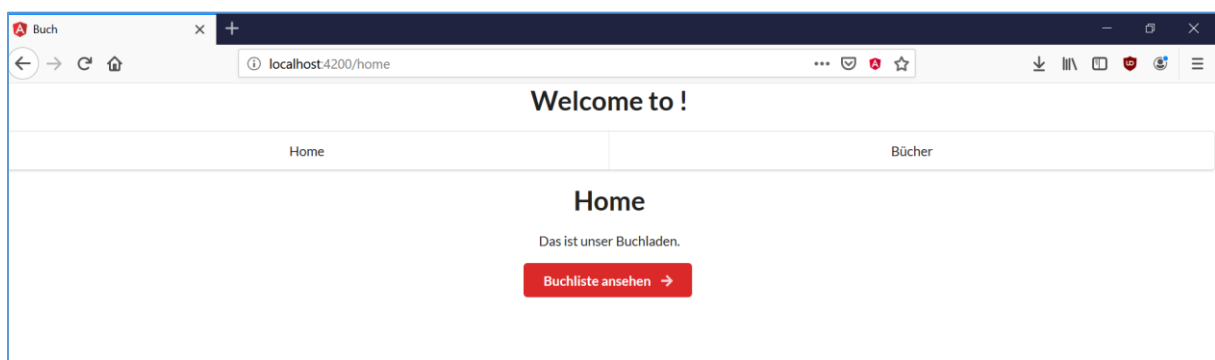 Buch
localhost:4200/home
Welcome to !
Home Bücher
Home
Das ist unser Buchladen.
Buchliste ansehen